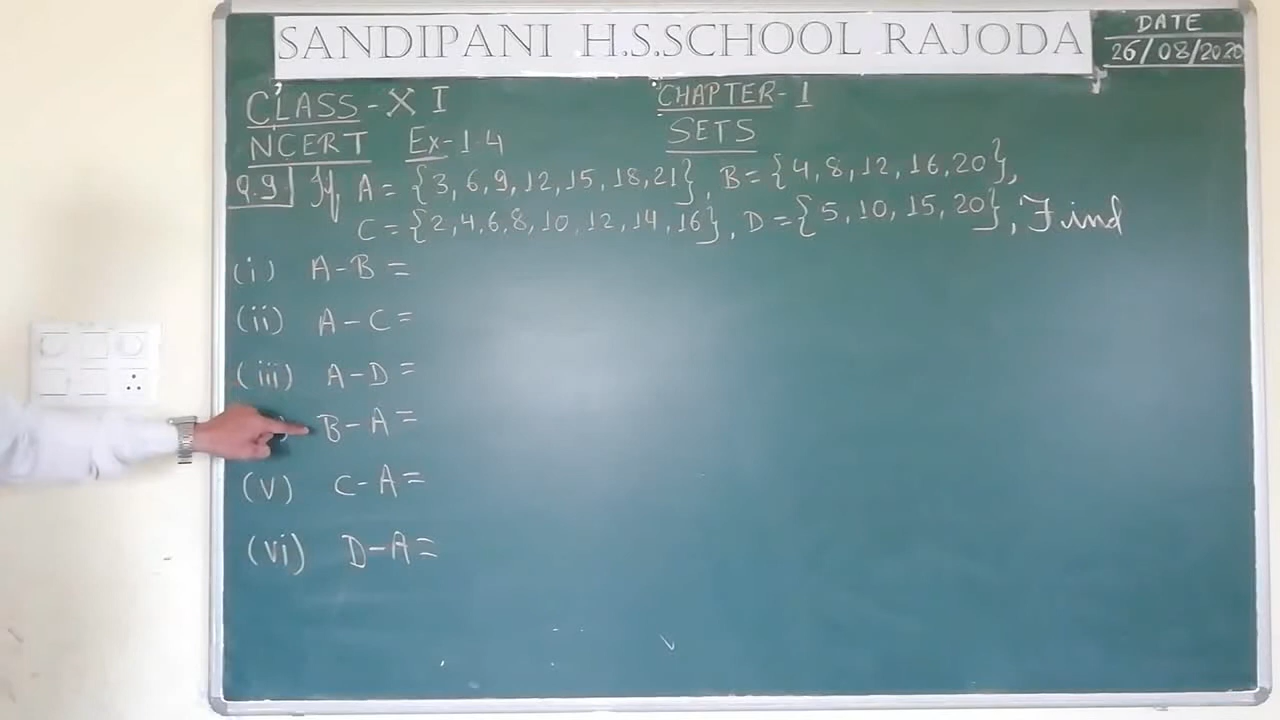 SANDIPANI H.S.SCHOOL RAJODA
DATE
26/08/2020
CLASS-XI
CHAPTER-1
NCERT Ex-1.4
SETS
Q.9 If A = {3, 6, 9, 12, 15, 18, 21}, B = {4, 8, 12, 16, 20},
C = {2, 4, 6, 8, 10, 12, 14, 16}, D = {5, 10, 15, 20}, Find
(i) A-B =
(ii) A-C =
(iii) A-D =
) B-A =
(V) C-A =
(vi) D-A =